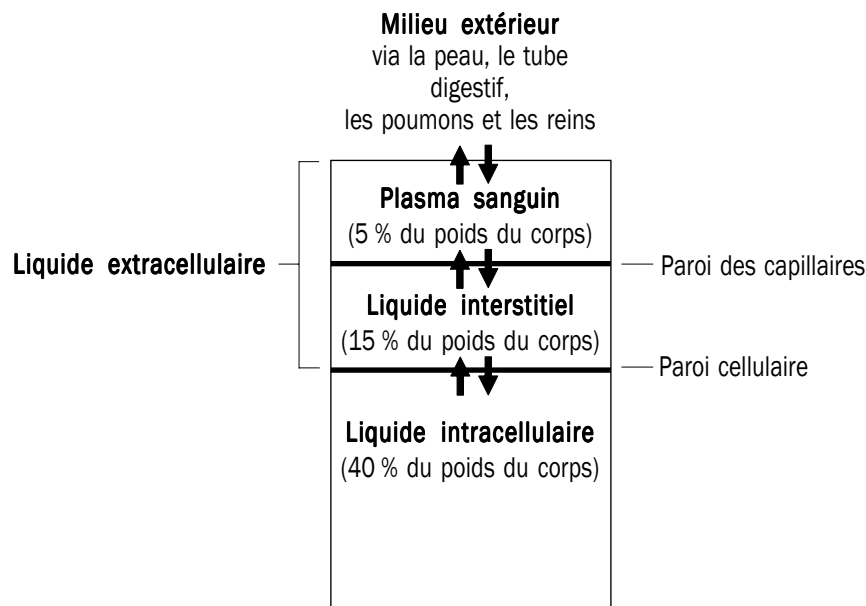 Milieu extérieur
via la peau, le tube
digestif,
les poumons et les reins
Plasma sanguin
(5 % du poids du corps)
Liquide extracellulaire
Paroi des capillaires
Liquide interstitiel
(15 % du poids du corps)
Paroi cellulaire
Liquide intracellulaire
(40 % du poids du corps)